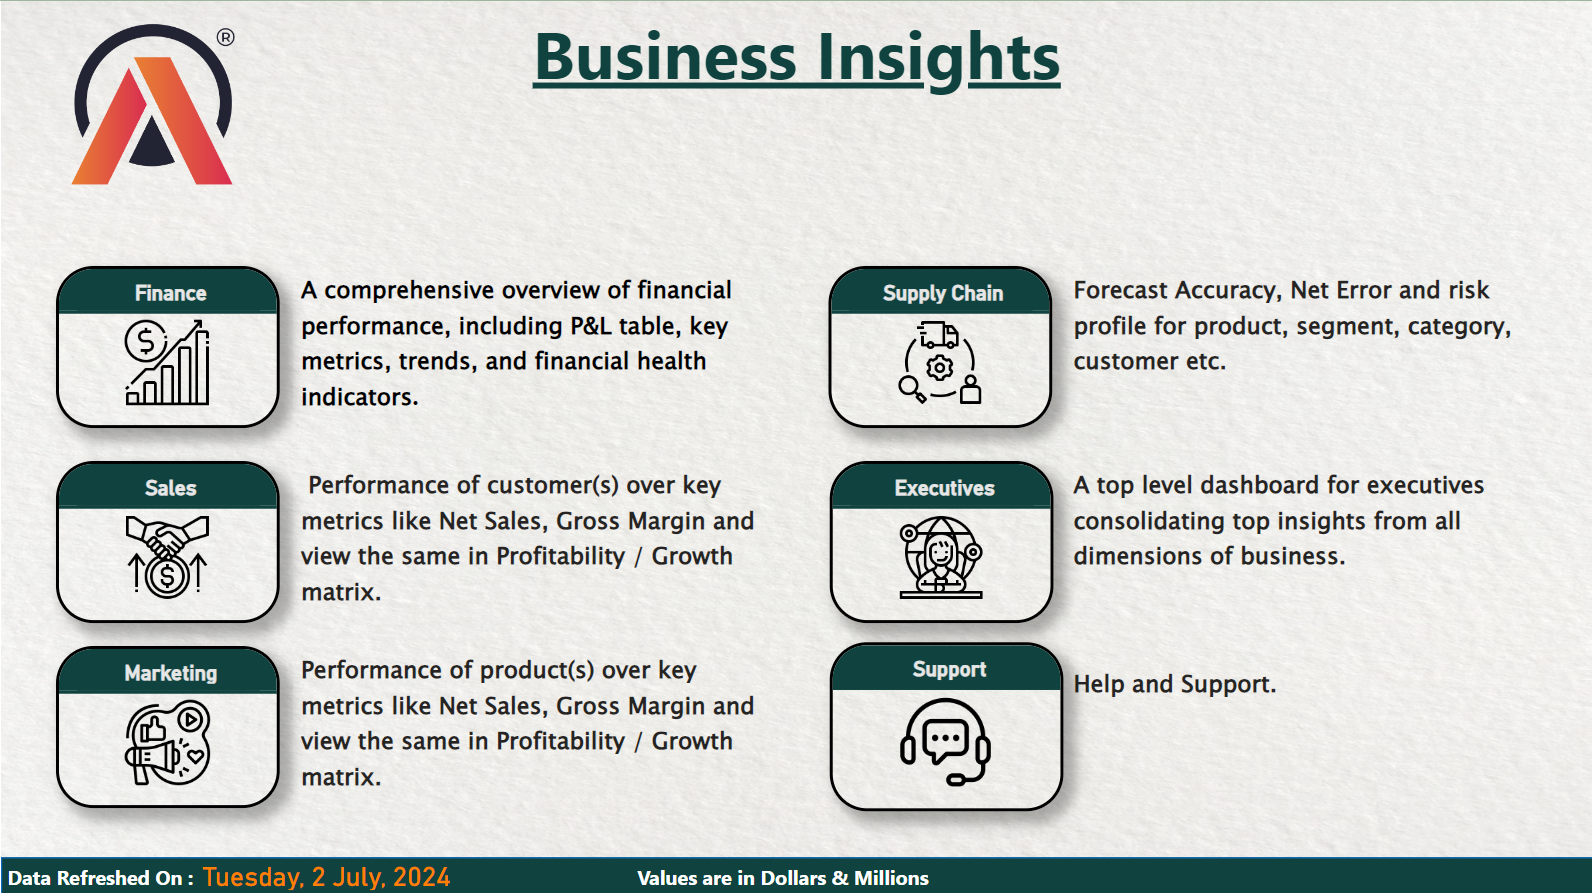 ®
Business Insights
Finance
A comprehensive overview of financial
performance, including P&L table, key
metrics, trends, and financial health
indicators.
Supply Chain
Forecast Accuracy, Net Error and risk
profile for product, segment, category,
customer etc.
Sales
Performance of customer(s) over key
metrics like Net Sales, Gross Margin and
view the same in Profitability / Growth
matrix.
Executives
A top level dashboard for executives
consolidating top insights from all
dimensions of business.
Marketing
Performance of product(s) over key
metrics like Net Sales, Gross Margin and
view the same in Profitability / Growth
matrix.
Support
Help and Support.
Data Refreshed On : Tuesday, 2 July, 2024
Values are in Dollars & Millions